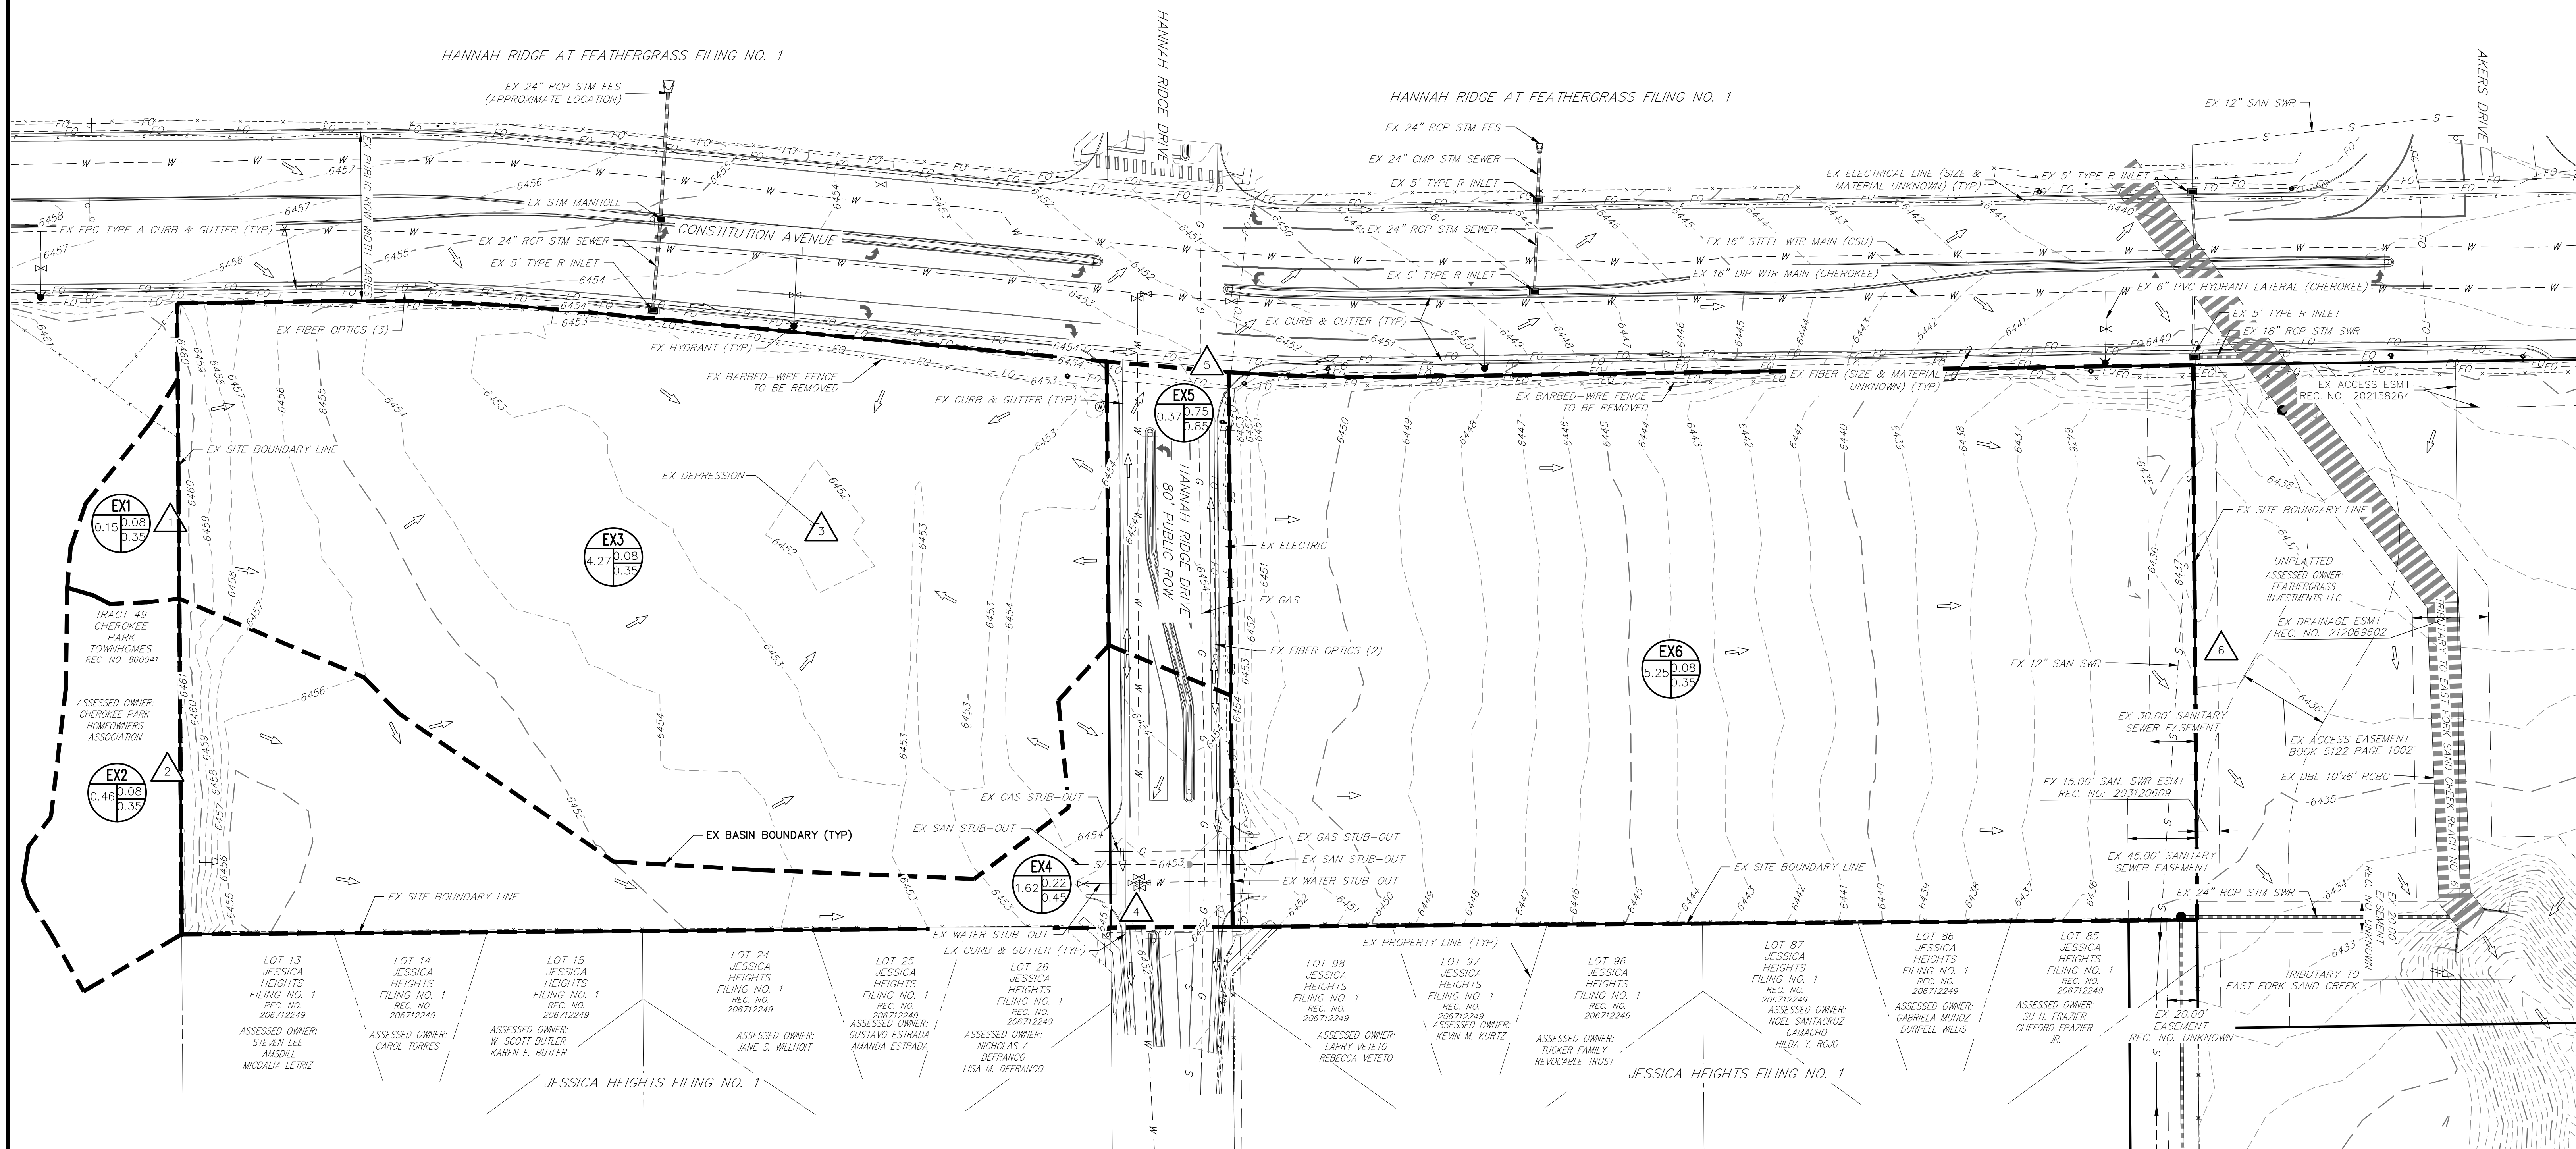 HANNAH RIDGE AT FEATHERGRASS FILING NO. 1
EX 24" RCP STM FES
(APPROXIMATE LOCATION)
HANNAH RIDGE DRIVE
HANNAH RIDGE AT FEATHERGRASS FILING NO. 1
EX 24" RCP STM FES
EX 24" CMP STM SEWER
EX 5' TYPE R INLET
EX 12" SAN SWR
AKERS DRIVE
EX ELECTRICAL LINE (SIZE &
MATERIAL UNKNOWN) (TYP)
EX 5' TYPE R INLET
EX PUBLIC ROW WIDTH VARIES
EX STM MANHOLE
EX EPC TYPE A CURB & GUTTER (TYP)
EX 24" RCP STM SEWER
EX 5' TYPE R INLET
CONSTITUTION AVENUE
EX 24" RCP STM SEWER
EX 5' TYPE R INLET
EX 16" STEEL WTR MAIN (CSU)
EX 16" DIP WTR MAIN (CHEROKEE)
EX 6" PVC HYDRANT LATERAL (CHEROKEE)
EX 5' TYPE R INLET
EX 18" RCP STM SWR
EX FIBER OPTICS (3)
EX HYDRANT (TYP)
EX BARBED-WIRE FENCE
TO BE REMOVED
EX CURB & GUTTER (TYP)
EX CURB & GUTTER (TYP)
EX BARBED-WIRE FENCE
TO BE REMOVED
EX FIBER (SIZE & MATERIAL
UNKNOWN) (TYP)
EX ACCESS ESMT
REC. NO: 202158264
5
EX5
0.37
0.75
0.85
EX SITE BOUNDARY LINE
EX DEPRESSION
3
HANNAH RIDGE DRIVE
80' PUBLIC ROW
EX1
0.15
0.08
0.35
1
EX3
4.27
0.08
0.35
EX ELECTRIC
EX GAS
EX FIBER OPTICS (2)
EX6
5.25
0.08
0.35
EX SITE BOUNDARY LINE
UNPLATTED
ASSESSED OWNER:
FEATHERGRASS
INVESTMENTS LLC
EX DRAINAGE ESMT
REC. NO: 212069602
TRACT 49
CHEROKEE
PARK
TOWNHOMES
REC. NO. 860041
ASSESSED OWNER:
CHEROKEE PARK
HOMEOWNERS
ASSOCIATION
6
EX 12" SAN SWR
EX 30.00' SANITARY
SEWER EASEMENT
EX ACCESS EASEMENT
BOOK 5122 PAGE 1002
EX DBL 10'x6' RCBC
TRIBUTARY TO EAST FORK SAND CREEK REACH NO. 6
EX 15.00' SAN. SWR ESMT
REC. NO: 203120609
EX2
0.46
0.08
0.35
2
EX GAS STUB-OUT
EX SAN STUB-OUT
EX BASIN BOUNDARY (TYP)
EX4
1.62
0.22
0.45
4
EX GAS STUB-OUT
EX SAN STUB-OUT
EX WATER STUB-OUT
EX SITE BOUNDARY LINE
EX SITE BOUNDARY LINE
EX 45.00' SANITARY
SEWER EASEMENT
EX 24" RCP STM SWR
EX WATER STUB-OUT
EX CURB & GUTTER (TYP)
EX PROPERTY LINE (TYP)
EX 20.00'
EASEMENT
REC. NO. UNKNOWN
TRIBUTARY TO
EAST FORK SAND CREEK
EX 20.00'
EASEMENT
REC. NO. UNKNOWN
LOT 13
JESSICA
HEIGHTS
FILING NO. 1
REC. NO.
206712249
ASSESSED OWNER:
STEVEN LEE
AMSDILL
MIGDALIA LETRIZ
LOT 14
JESSICA
HEIGHTS
FILING NO. 1
REC. NO.
206712249
ASSESSED OWNER:
CAROL TORRES
LOT 15
JESSICA
HEIGHTS
FILING NO. 1
REC. NO.
206712249
ASSESSED OWNER:
W. SCOTT BUTLER
KAREN E. BUTLER
LOT 24
JESSICA
HEIGHTS
FILING NO. 1
REC. NO.
206712249
ASSESSED OWNER:
JANE S. WILLHOIT
LOT 25
JESSICA
HEIGHTS
FILING NO. 1
REC. NO.
206712249
ASSESSED OWNER:
GUSTAVO ESTRADA
AMANDA ESTRADA
LOT 26
JESSICA
HEIGHTS
FILING NO. 1
REC. NO.
206712249
ASSESSED OWNER:
NICHOLAS A.
DEFRANCO
LISA M. DEFRANCO
LOT 98
JESSICA
HEIGHTS
FILING NO. 1
REC. NO.
206712249
ASSESSED OWNER:
LARRY VETETO
REBECCA VETETO
LOT 97
JESSICA
HEIGHTS
FILING NO. 1
REC. NO.
206712249
ASSESSED OWNER:
KEVIN M. KURTZ
LOT 96
JESSICA
HEIGHTS
FILING NO. 1
REC. NO.
206712249
ASSESSED OWNER:
TUCKER FAMILY
REVOCABLE TRUST
LOT 87
JESSICA
HEIGHTS
FILING NO. 1
REC. NO.
206712249
ASSESSED OWNER:
NOEL SANTACRUZ
CAMACHO
HILDA Y. ROJO
LOT 86
JESSICA
HEIGHTS
FILING NO. 1
REC. NO.
206712249
ASSESSED OWNER:
GABRIELA MUNOZ
DURRELL WILLIS
LOT 85
JESSICA
HEIGHTS
FILING NO. 1
REC. NO.
206712249
ASSESSED OWNER:
SU H. FRAZIER
CLIFFORD FRAZIER
JR.
JESSICA HEIGHTS FILING NO. 1
JESSICA HEIGHTS FILING NO. 1